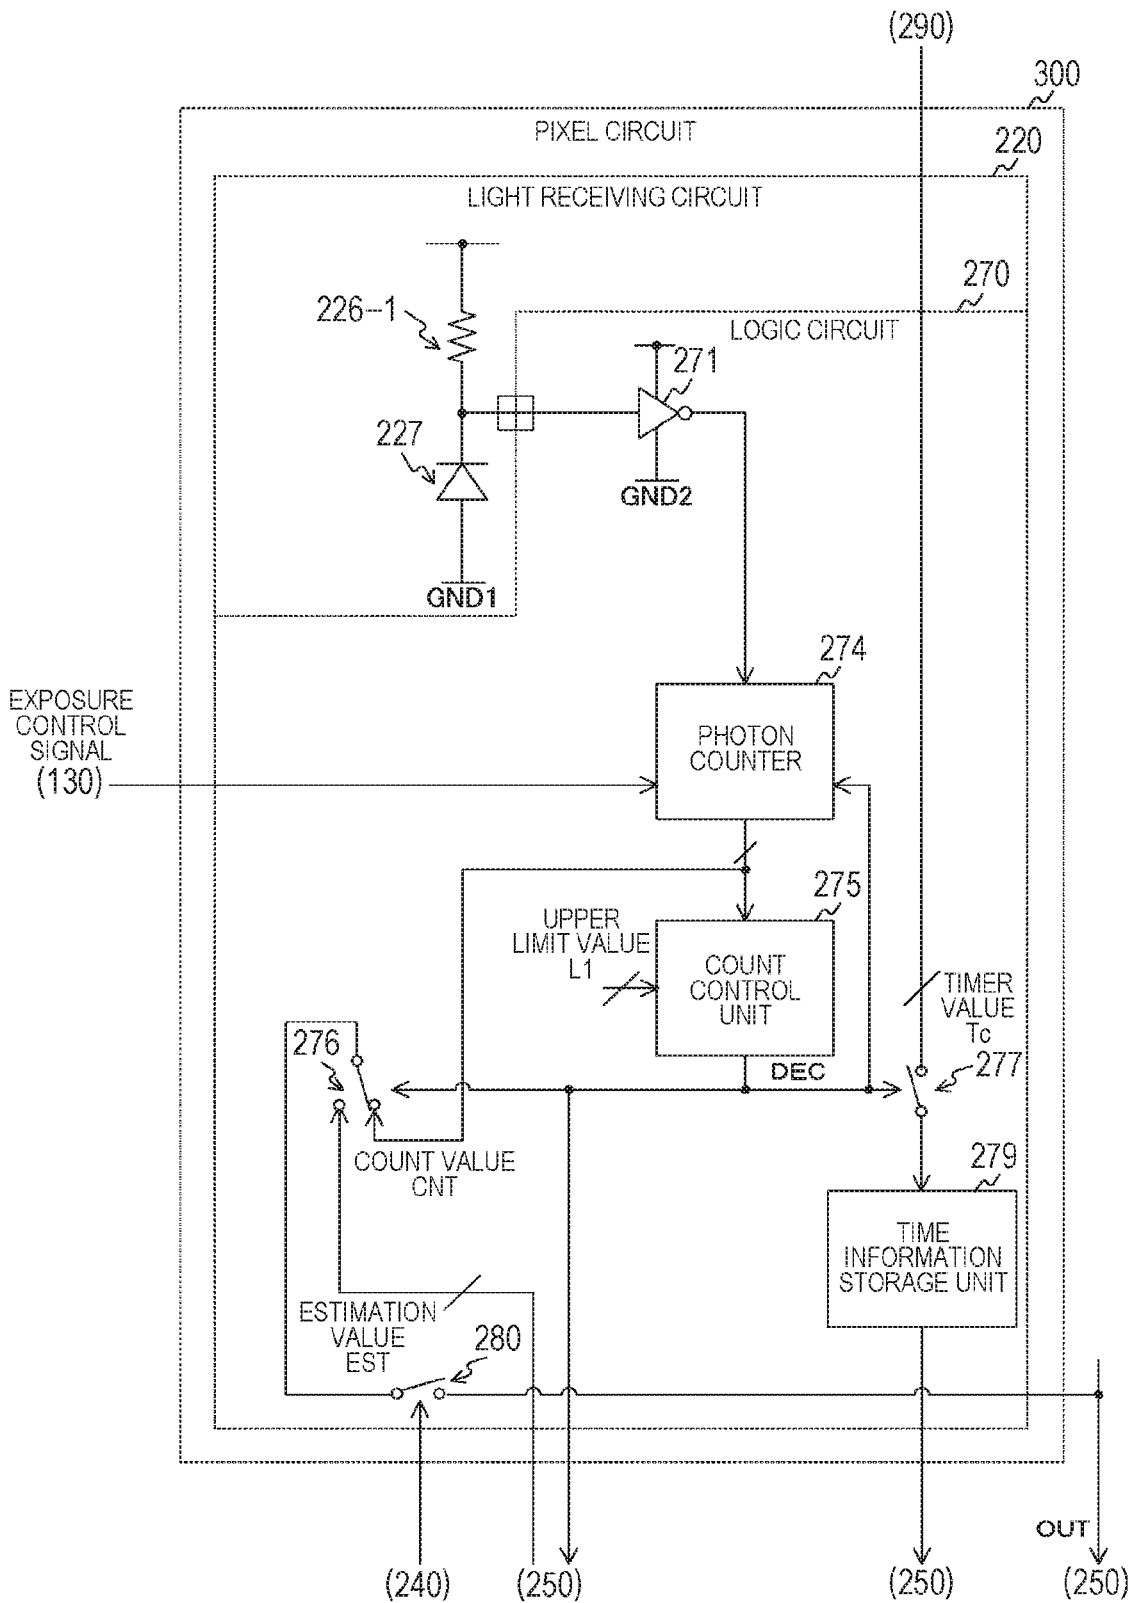 (290)
300
PIXEL CIRCUIT
220
LIGHT RECEIVING CIRCUIT
270
LOGIC CIRCUIT
226--1
271
227
GND2
GND1
274
PHOTON
COUNTER
EXPOSURE
CONTROL
SIGNAL
(130)
275
UPPER
LIMIT VALUE
L1
COUNT
CONTROL
UNIT
TIMER
VALUE
Tc
276
DEC
277
COUNT VALUE
CNT
279
TIME
INFORMATION
STORAGE UNIT
ESTIMATION
VALUE
EST
280
OUT
(240)
(250)
(250)
(250)